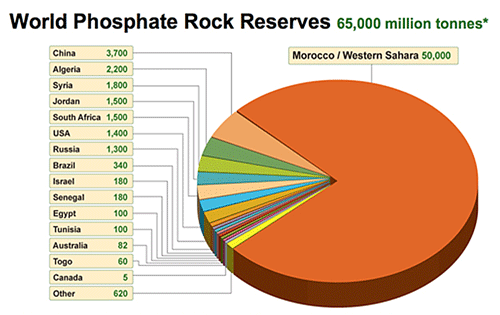 World Phosphate Rock Reserves 65,000 million tonnes*
Morocco / Western Sahara 50,000
China 3,700
Algeria 2,200
Syria 1,800
Jordan 1,500
South Africa 1,500
USA 1,400
Russia 1,300
Brazil 340
Israel 180
Senegal 180
Egypt 100
Tunisia 100
Australia 82
Togo 60
Canada 5
Other 620